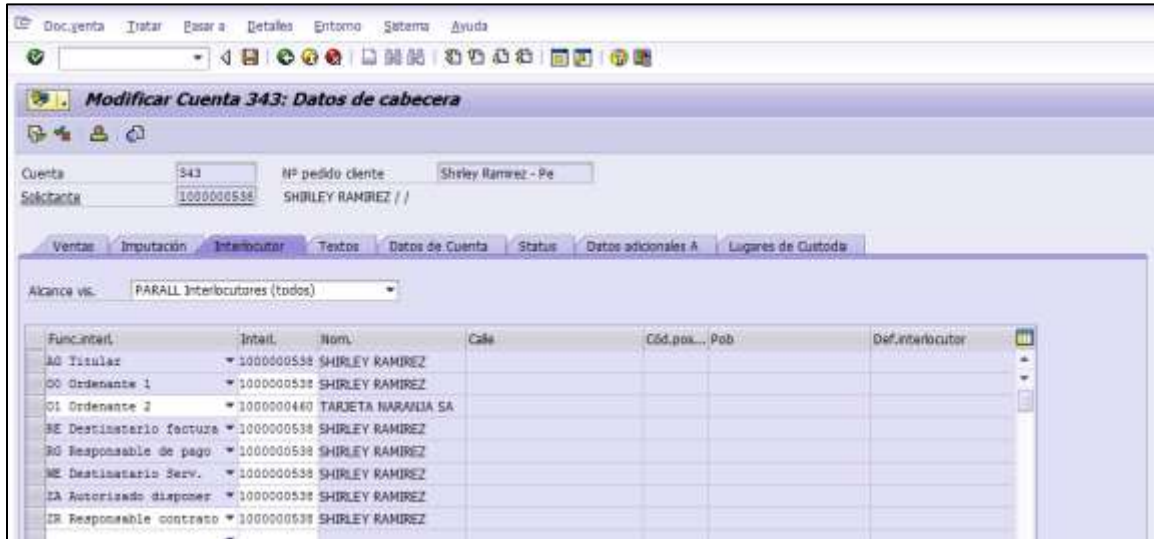 Doc.venta Tratar Pasar a Detalles Entorno Sistema Ayuda
Modificar Cuenta 343: Datos de cabecera
Cuenta 343 Nº pedido cliente Shirley Ramirez - Pe
Solicitante 1000000538 SHIRLEY RAMIREZ / /
Ventas Imputación Interlocutor Textos Datos de Cuenta Status Datos adicionales A Lugares de Custodia
Alcance vis. PARALL Interlocutores (todos)
Func.interl. Interl. Nom. Calle Cód.pos... Pob Def.interlocutor
AG Titular 1000000538 SHIRLEY RAMIREZ
O0 Ordenante 1 1000000538 SHIRLEY RAMIREZ
O1 Ordenante 2 1000000460 TARJETA NARANJA SA
RE Destinatario factura 1000000538 SHIRLEY RAMIREZ
RG Responsable de pago 1000000538 SHIRLEY RAMIREZ
WE Destinatario Serv. 1000000538 SHIRLEY RAMIREZ
ZA Autorizado disponer 1000000538 SHIRLEY RAMIREZ
ZR Responsable contrato 1000000538 SHIRLEY RAMIREZ